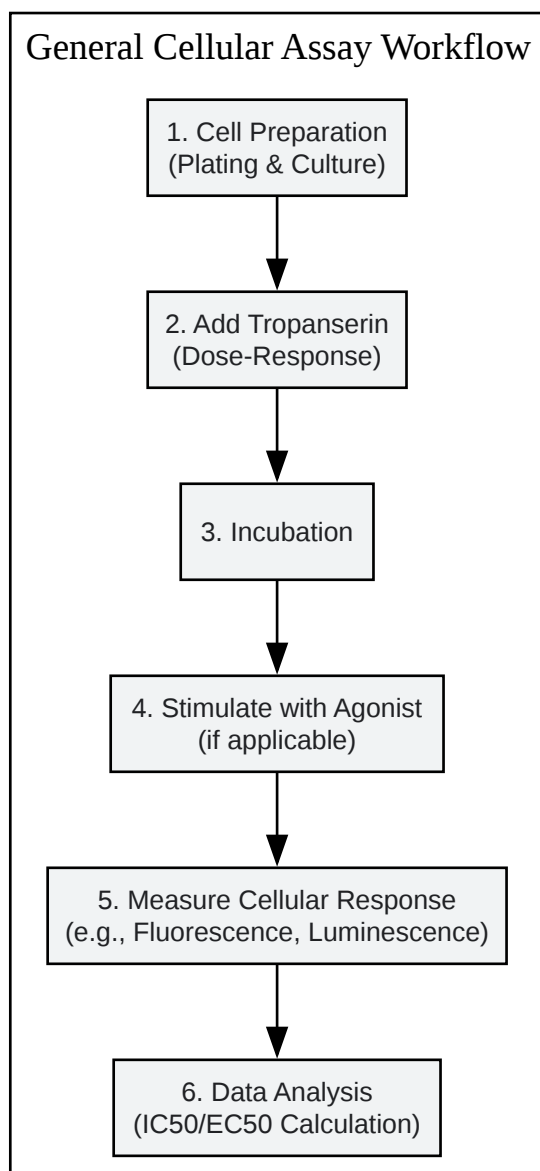 General Cellular Assay Workflow
1. Cell Preparation
(Plating & Culture)
2. Add Tropanserin
(Dose-Response)
3. Incubation
4. Stimulate with Agonist
(if applicable)
5. Measure Cellular Response
(e.g., Fluorescence, Luminescence)
6. Data Analysis
(IC50/EC50 Calculation)